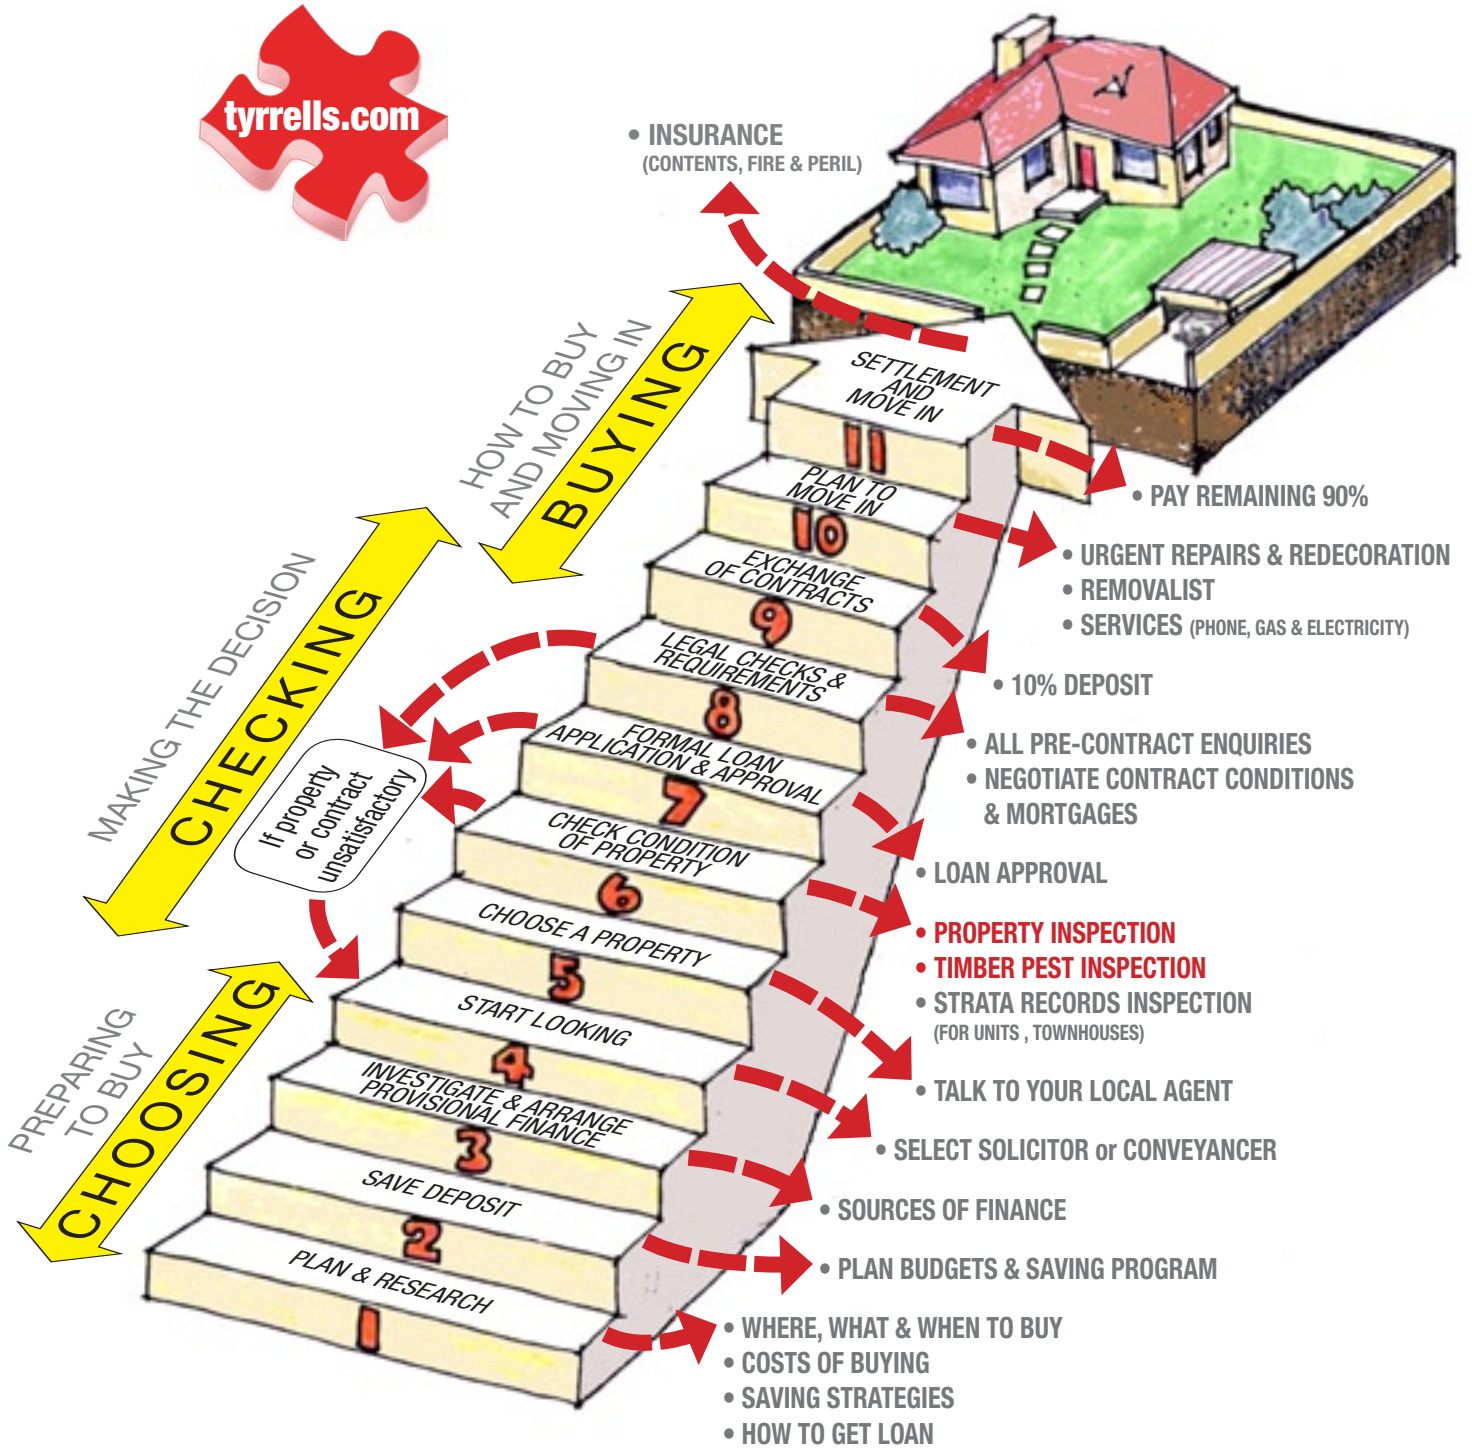 tyrrells.com
• INSURANCE
(CONTENTS, FIRE & PERIL)
HOW TO BUY
AND MOVING IN
BUYING
MAKING THE DECISION
CHECKING
PREPARING
TO BUY
CHOOSING
If property
or contract
unsatisfactory
SETTLEMENT
AND
MOVE IN
11
• PAY REMAINING 90%
PLAN TO
MOVE IN
10
• URGENT REPAIRS & REDECORATION
• REMOVALIST
• SERVICES (PHONE, GAS & ELECTRICITY)
EXCHANGE
OF CONTRACTS
9
• 10% DEPOSIT
LEGAL CHECKS &
REQUIREMENTS
8
• ALL PRE-CONTRACT ENQUIRIES
• NEGOTIATE CONTRACT CONDITIONS
& MORTGAGES
FORMAL LOAN
APPLICATION & APPROVAL
7
• LOAN APPROVAL
CHECK CONDITION
OF PROPERTY
6
• PROPERTY INSPECTION
• TIMBER PEST INSPECTION
• STRATA RECORDS INSPECTION
(FOR UNITS , TOWNHOUSES)
CHOOSE A PROPERTY
5
• TALK TO YOUR LOCAL AGENT
START LOOKING
4
• SELECT SOLICITOR or CONVEYANCER
INVESTIGATE & ARRANGE
PROVISIONAL FINANCE
3
• SOURCES OF FINANCE
SAVE DEPOSIT
2
• PLAN BUDGETS & SAVING PROGRAM
PLAN & RESEARCH
1
• WHERE, WHAT & WHEN TO BUY
• COSTS OF BUYING
• SAVING STRATEGIES
• HOW TO GET LOAN